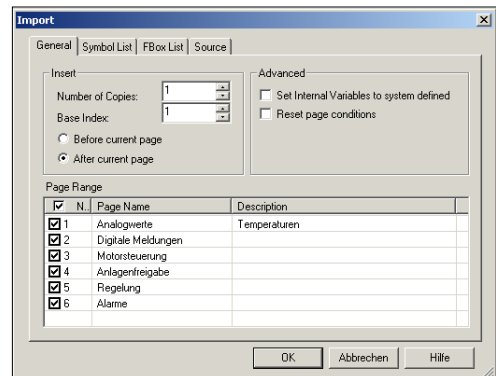 Import
General Symbol List FBox List Source
Insert
Number of Copies: 1
Base Index: 1
Before current page
After current page
Advanced
Set Internal Variables to system defined
Reset page conditions
Page Range
N.. Page Name Description
1 Analogwerte Temperaturen
2 Digitale Meldungen
3 Motorsteuerung
4 Anlagenfreigabe
5 Regelung
6 Alarme
OK Abbrechen Hilfe